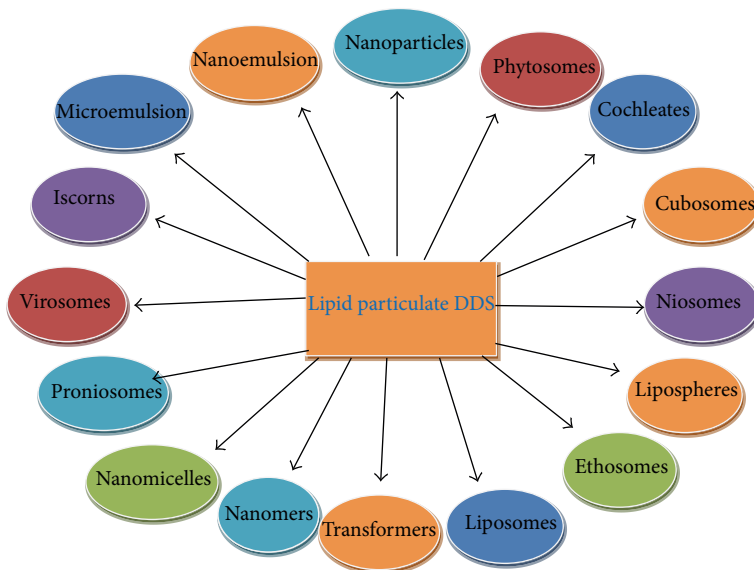 Nanoparticles
Nanoemulsion
Phytosomes
Microemulsion
Cochleates
Iscorns
Cubosomes
Virosomes
Lipid particulate DDS
Niosomes
Proniosomes
Lipospheres
Nanomicelles
Ethosomes
Nanomers
Transformers
Liposomes